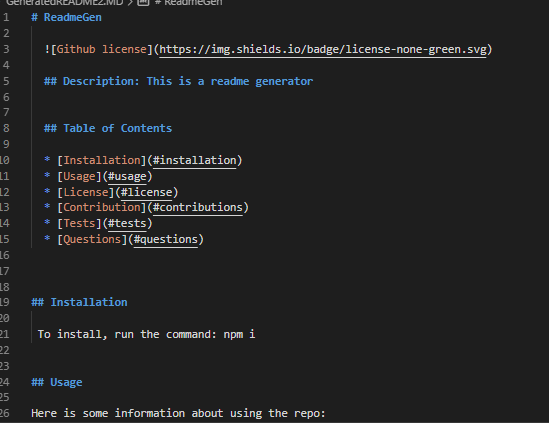 GeneratedREADME2.MD > # ReadmeGen
1 # ReadmeGen
2
3 ![Github license](https://img.shields.io/badge/license-none-green.svg)
4
5 ## Description: This is a readme generator
6
7
8 ## Table of Contents
9
10 * [Installation](#installation)
11 * [Usage](#usage)
12 * [License](#license)
13 * [Contribution](#contributions)
14 * [Tests](#tests)
15 * [Questions](#questions)
16
17
18
19 ## Installation
20
21 To install, run the command: npm i
22
23
24 ## Usage
25
26 Here is some information about using the repo: